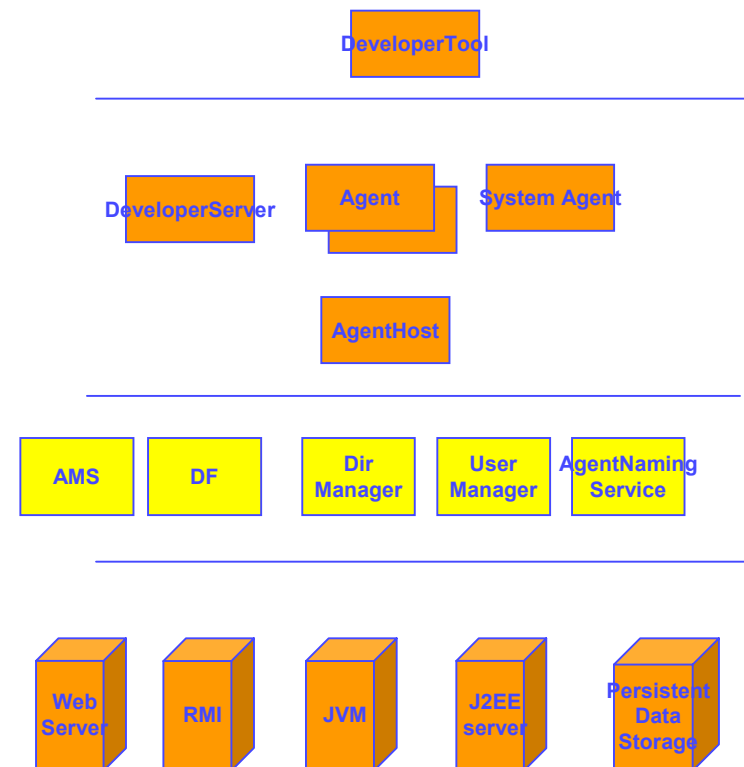 DeveloperTool
DeveloperServer
Agent
System Agent
AgentHost
AMS
DF
Dir
Manager
User
Manager
AgentNaming
Service
Web
Server
RMI
JVM
J2EE
server
Persistent
Data
Storage